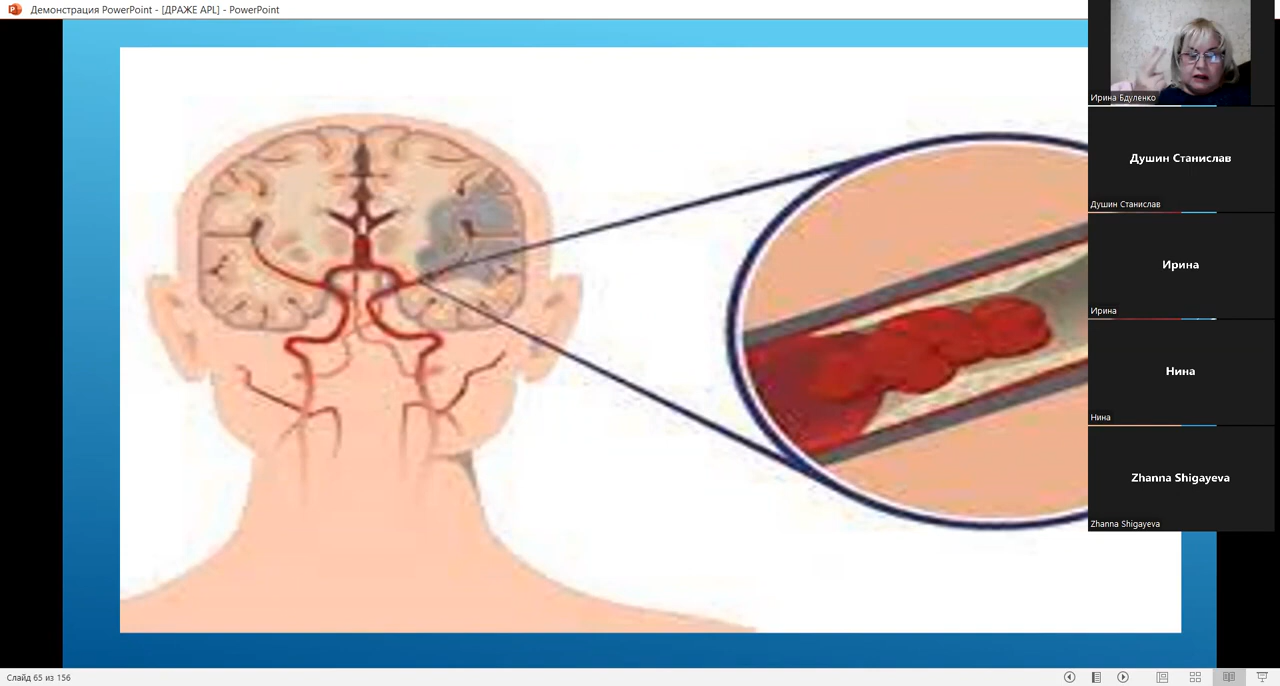 Демонстрация PowerPoint - [ДРАЖЕ APL] - PowerPoint
Ирина Бдуленко
Душин Станислав
Душин Станислав
Ирина
Ирина
Нина
Нина
Zhanna Shigayeva
Zhanna Shigayeva
Слайд 65 из 156